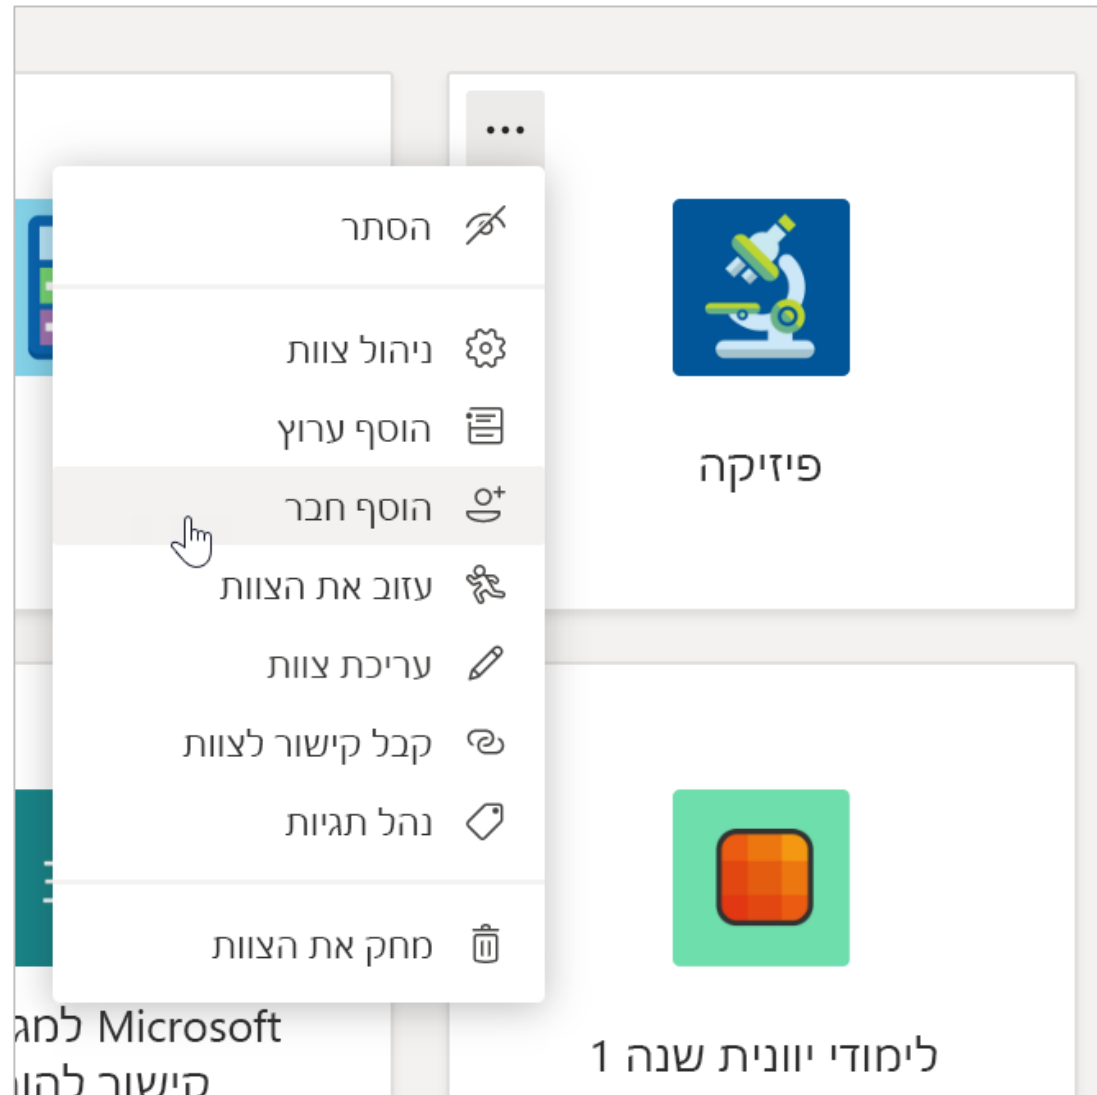 הסתר
ניהול צוות
הוסף ערוץ
הוסף חבר
עזוב את הצוות
עריכת צוות
קבל קישור לצוות
נהל תגיות
מחק את הצוות
פיזיקה
לימודי יוונית שנה 1
Microsoft
קישור